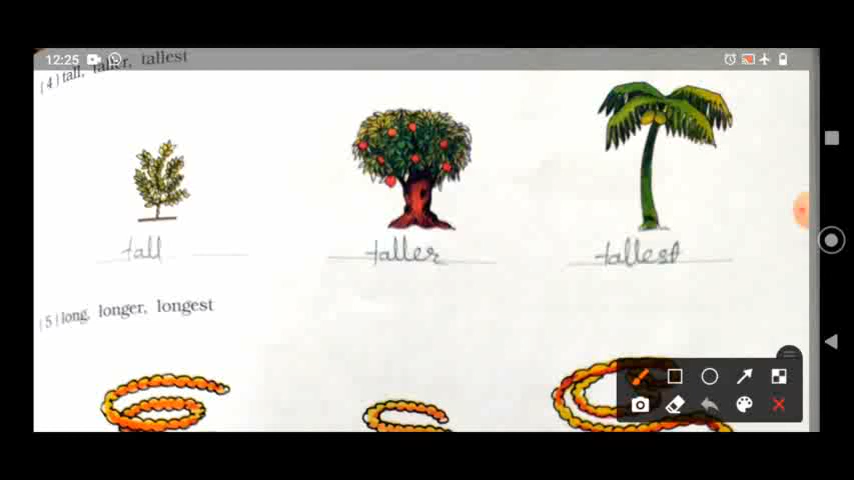 12:25
(4) tall, taller, tallest
tall taller tallest
(5) long, longer, longest